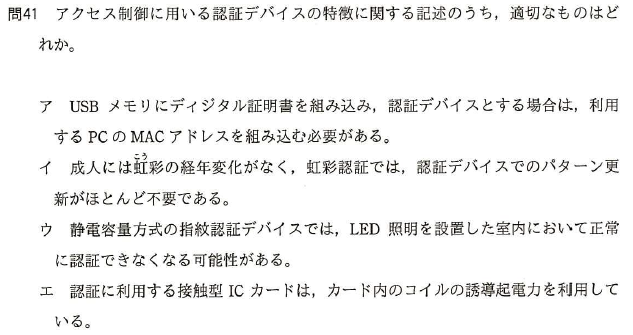 問41 アクセス制御に用いる認証デバイスの特徴に関する記述のうち，適切なものはど
れか。
ア USB メモリにディジタル証明書を組み込み，認証デバイスとする場合は，利用
する PC の MAC アドレスを組み込む必要がある。
イ 成人には虹彩の経年変化がなく，虹彩認証では，認証デバイスでのパターン更
こう
新がほとんど不要である。
ウ 静電容量方式の指紋認証デバイスでは，LED 照明を設置した室内において正常
に認証できなくなる可能性がある。
エ 認証に利用する接触型 IC カードは，カード内のコイルの誘導起電力を利用して
いる。